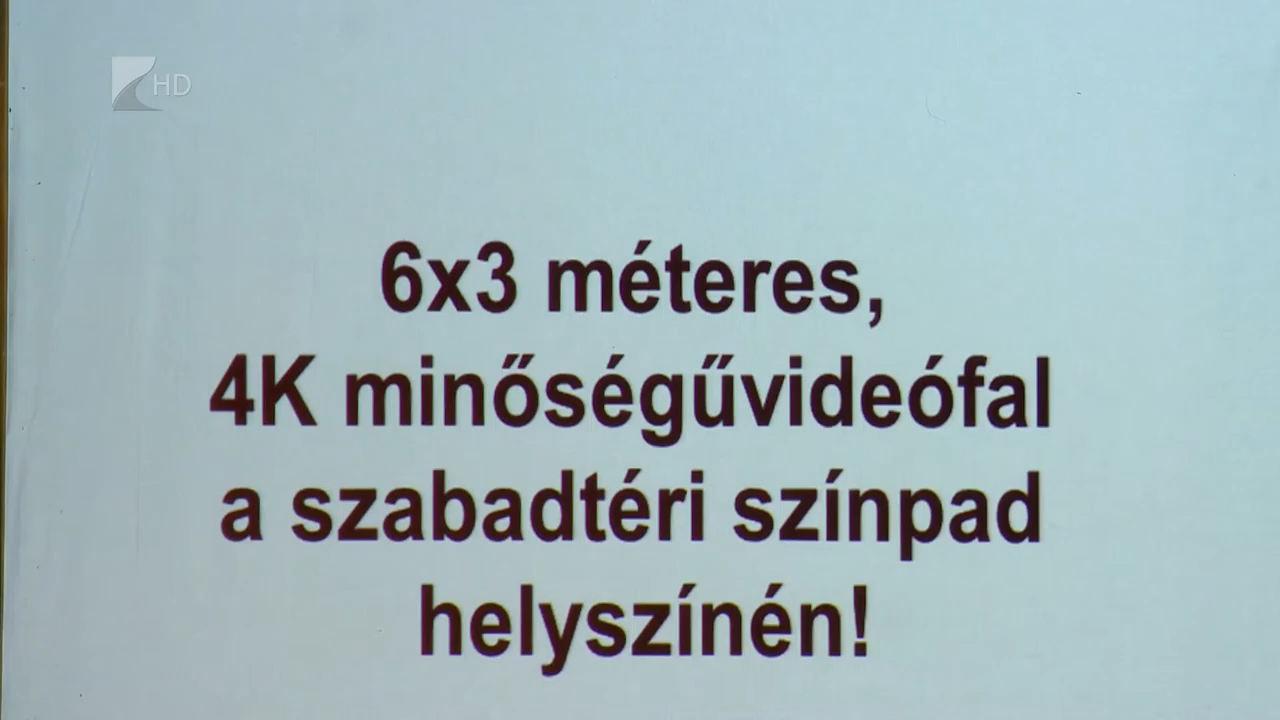 HD
6x3 méteres,
4K minőségűvideófal
a szabadtéri színpad
helyszínén!